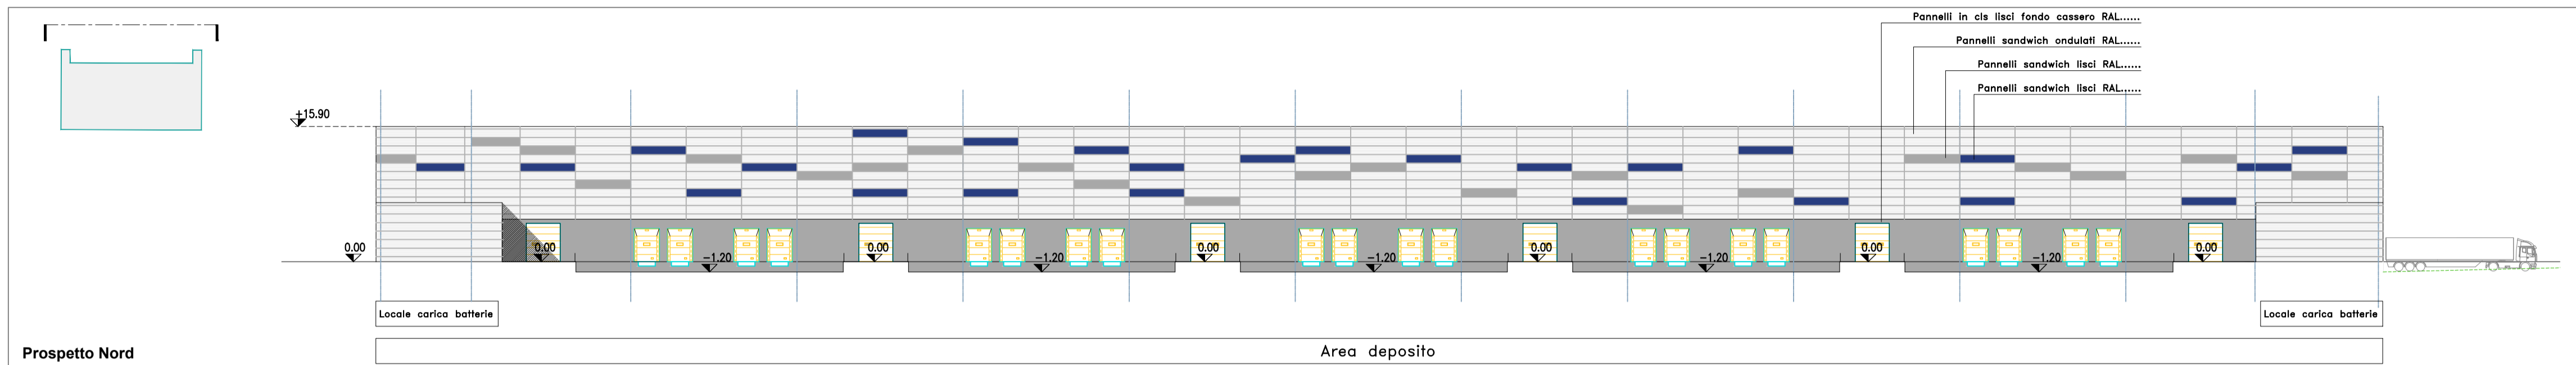 Pannelli in cls lisci fondo cassero RAL......
Pannelli sandwich ondulati RAL......
Pannelli sandwich lisci RAL......
Pannelli sandwich lisci RAL......
+15.90
0.00
0.00
-1.20
0.00
-1.20
0.00
-1.20
0.00
-1.20
0.00
-1.20
0.00
Locale carica batterie
Locale carica batterie
Prospetto Nord
Area deposito